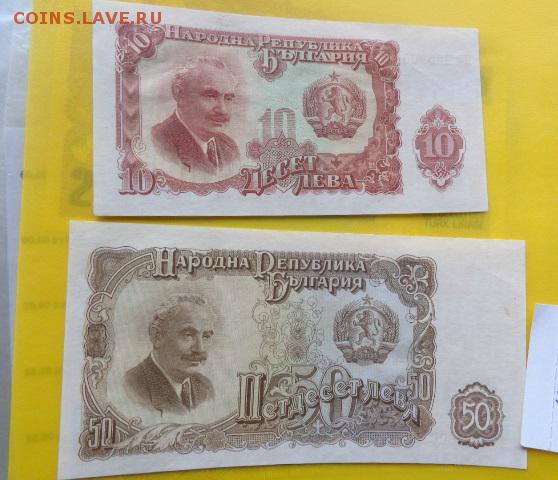 COINS.LAVE.RU
10 НАРОДНА РЕПУБЛИКА 10
БЪЛГАРИЯ
10
10
10 ДЕСЕТ ЛЕВА
НАРОДНА РЕПУБЛИКА
БЪЛГАРИЯ
50
ПЕТДЕСЕТ ЛЕВА 50
50
50